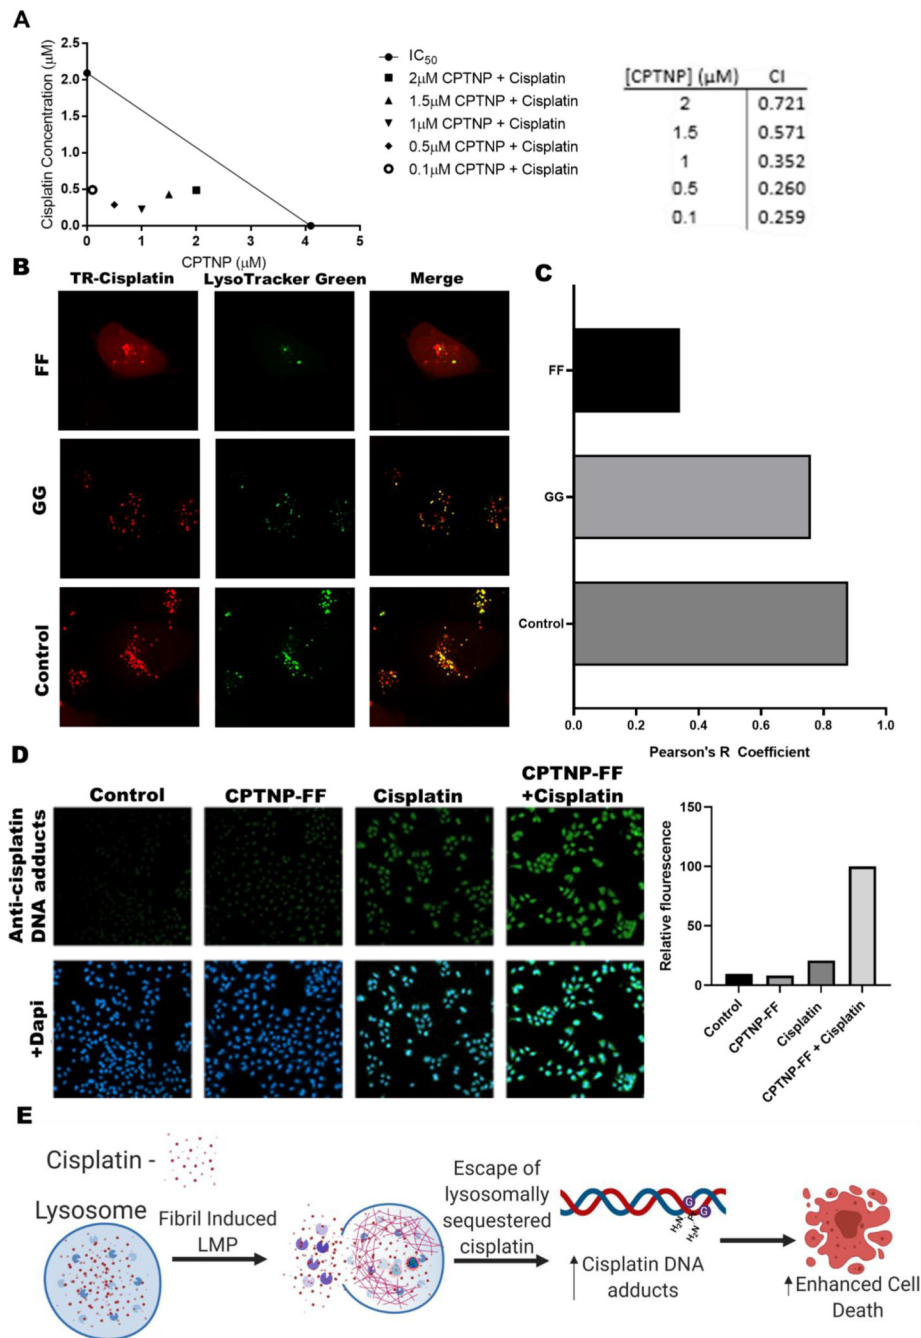 A
Cisplatin Concentration (μM)
2.5
2.0
1.5
1.0
0.5
0.0
0
1
2
3
4
5
CPTNP (μM)
IC50
2μM CPTNP + Cisplatin
1.5μM CPTNP + Cisplatin
1μM CPTNP + Cisplatin
0.5μM CPTNP + Cisplatin
0.1μM CPTNP + Cisplatin
[CPTNP] (μM) CI
2 0.721
1.5 0.571
1 0.352
0.5 0.260
0.1 0.259
B
TR-Cisplatin
LysoTracker Green
Merge
FF
GG
Control
C
FF
GG
Control
0.0
0.2
0.4
0.6
0.8
1.0
Pearson's R Coefficient
D
Control
CPTNP-FF
Cisplatin
CPTNP-FF
+Cisplatin
Anti-cisplatin
DNA adducts
+Dapi
Relative flourescence
150
100
50
0
Control
CPTNP-FF
Cisplatin
CPTNP-FF + Cisplatin
E
Cisplatin -
Lysosome
Fibril Induced
LMP
Escape of
lysosomally
sequestered
cisplatin
G
G
H₂N
Pt
H₂N
Cisplatin DNA
adducts
Enhanced Cell
Death